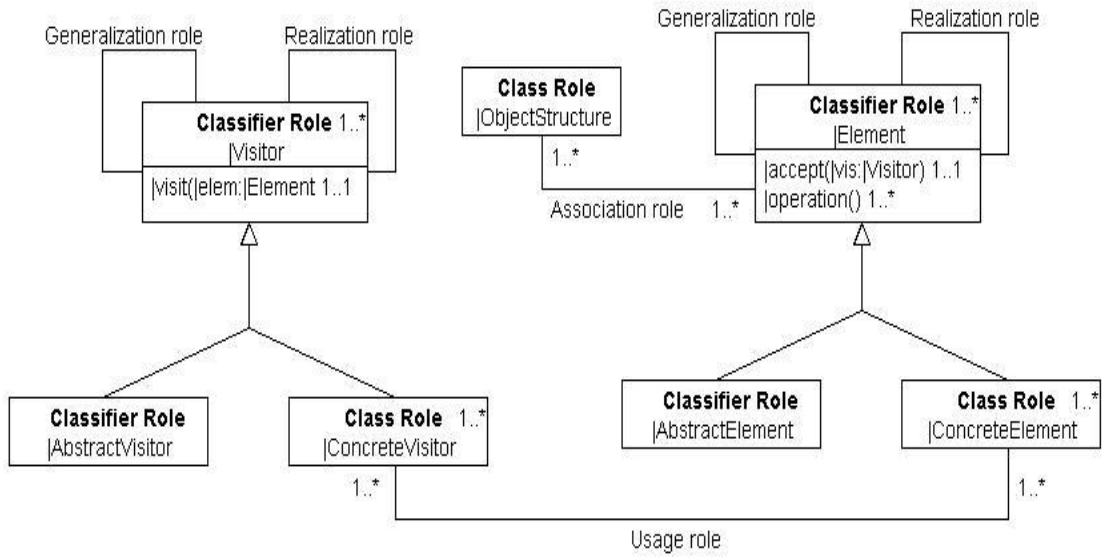 Generalization role
Realization role
Classifier Role 1..*
|Visitor
|visit(|elem:|Element 1..1
Class Role
|ObjectStructure
1..*
Association role 1..*
Generalization role
Realization role
Classifier Role 1..*
|Element
|accept(|vis:|Visitor) 1..1
|operation() 1..*
Classifier Role
|AbstractVisitor
Class Role 1..*
|ConcreteVisitor
1..*
Classifier Role
|AbstractElement
Class Role 1..*
|ConcreteElement
1..*
Usage role